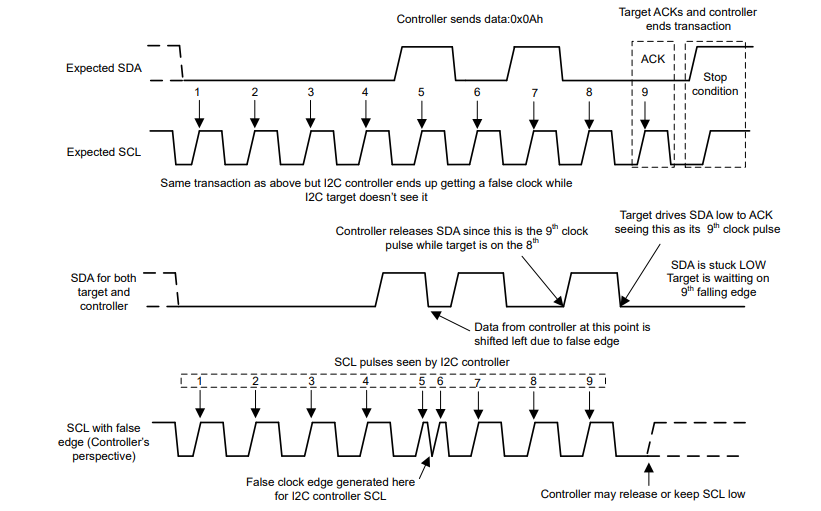 Controller sends data:0x0Ah
Target ACKs and controller
ends transaction
Expected SDA
ACK
Stop
condition
1 2 3 4 5 6 7 8 9
Expected SCL
Same transaction as above but I2C controller ends up getting a false clock while
I2C target doesn't see it
Controller releases SDA since this is the 9th clock
pulse while target is on the 8th
Target drives SDA low to ACK
seeing this as its 9th clock pulse
SDA for both
target and
controller
SDA is stuck LOW
Target is waitting on
9th falling edge
Data from controller at this point is
shifted left due to false edge
SCL pulses seen by I2C controller
1 2 3 4 5 6 7 8 9
SCL with false
edge (Controller's
perspective)
False clock edge generated here
for I2C controller SCL
Controller may release or keep SCL low